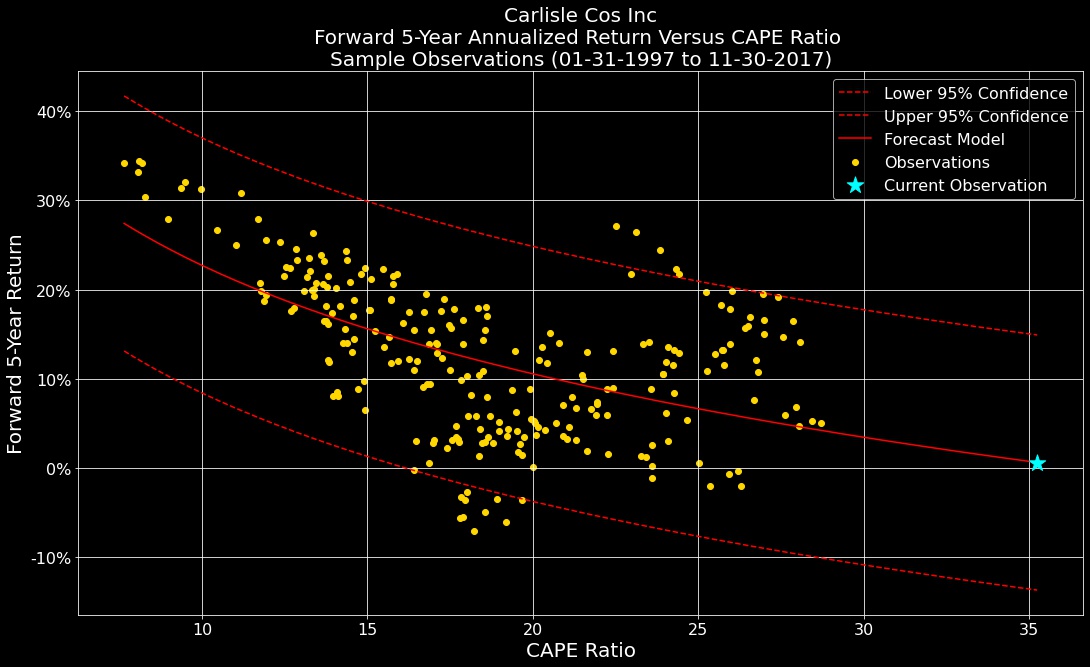 Carlisle Cos Inc
Forward 5-Year Annualized Return Versus CAPE Ratio
Sample Observations (01-31-1997 to 11-30-2017)
Lower 95% Confidence
Upper 95% Confidence
Forecast Model
Observations
Current Observation
Forward 5-Year Return
40%
30%
20%
10%
0%
-10%
10 15 20 25 30 35
CAPE Ratio